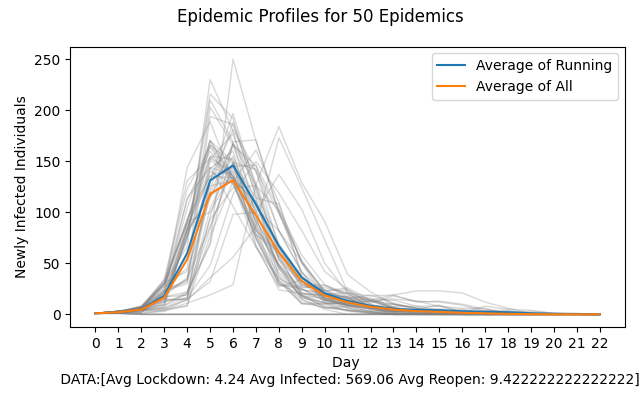 Epidemic Profiles for 50 Epidemics
Average of Running
Average of All
Newly Infected Individuals
250
200
150
100
50
0
0 1 2 3 4 5 6 7 8 9 10 11 12 13 14 15 16 17 18 19 20 21 22
Day
DATA:[Avg Lockdown: 4.24 Avg Infected: 569.06 Avg Reopen: 9.422222222222222]